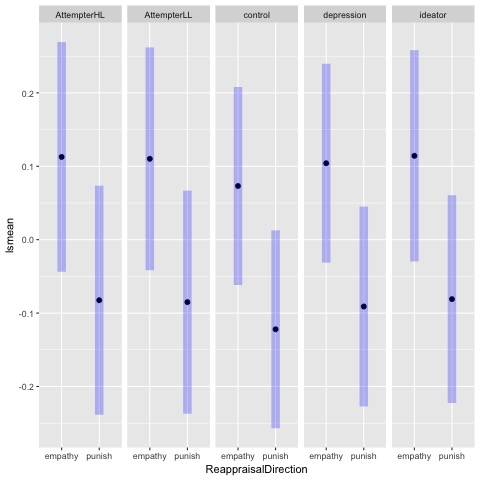 AttempterHL AttempterLL control depression ideator
0.2
0.1
0.0
-0.1
-0.2
lsmean
empathy punish empathy punish empathy punish empathy punish empathy punish
ReappraisalDirection